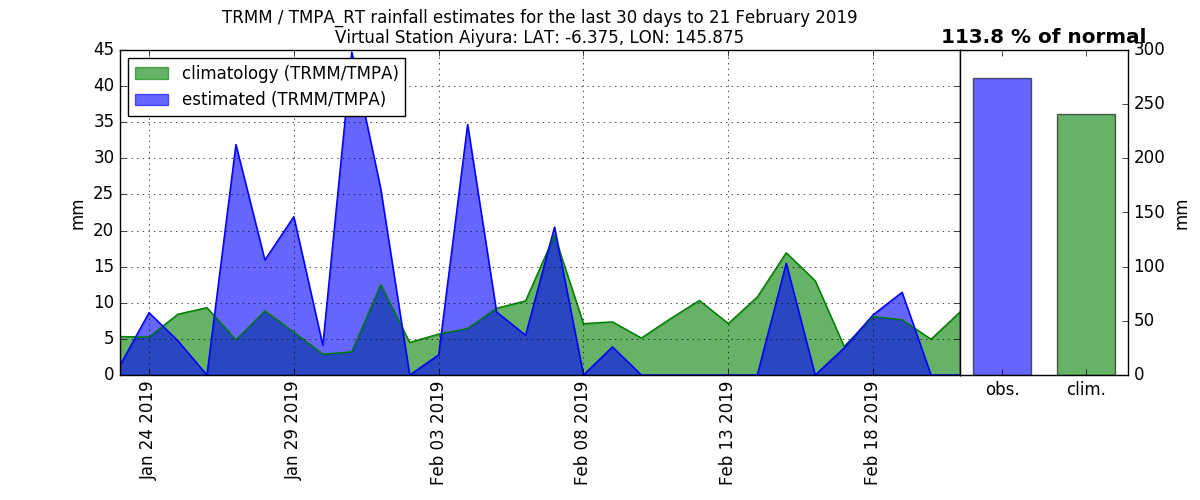 TRMM / TMPA_RT rainfall estimates for the last 30 days to 21 February 2019
Virtual Station Aiyura: LAT: -6.375, LON: 145.875
113.8 % of normal
climatology (TRMM/TMPA)
estimated (TRMM/TMPA)
45
40
35
30
25
20
15
10
5
0
mm
Jan 24 2019
Jan 29 2019
Feb 03 2019
Feb 08 2019
Feb 13 2019
Feb 18 2019
300
250
200
150
100
50
0
mm
obs.
clim.